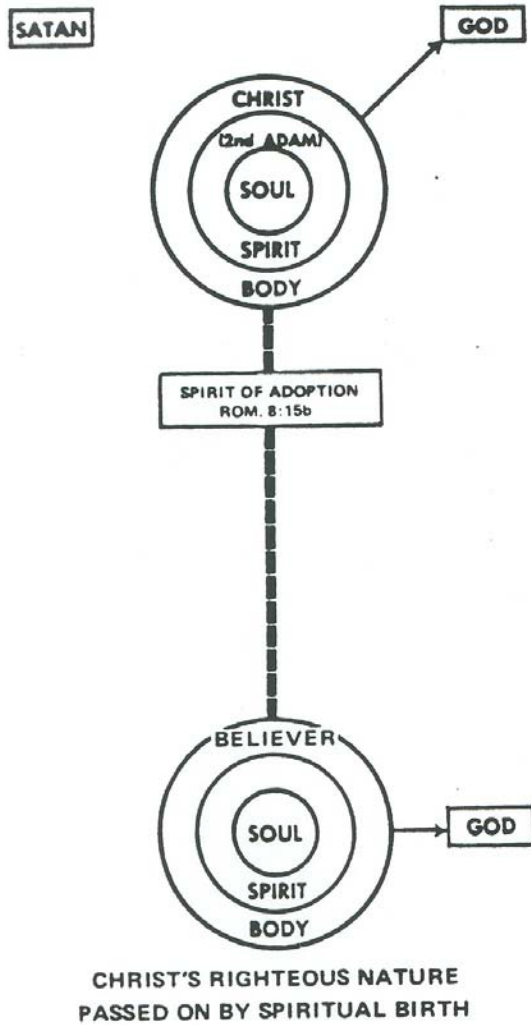 SATAN
GOD
CHRIST
(2nd ADAM)
SOUL
SPIRIT
BODY
SPIRIT OF ADOPTION
ROM. 8:15b
BELIEVER
SOUL
SPIRIT
BODY
GOD
CHRIST'S RIGHTEOUS NATURE
PASSED ON BY SPIRITUAL BIRTH